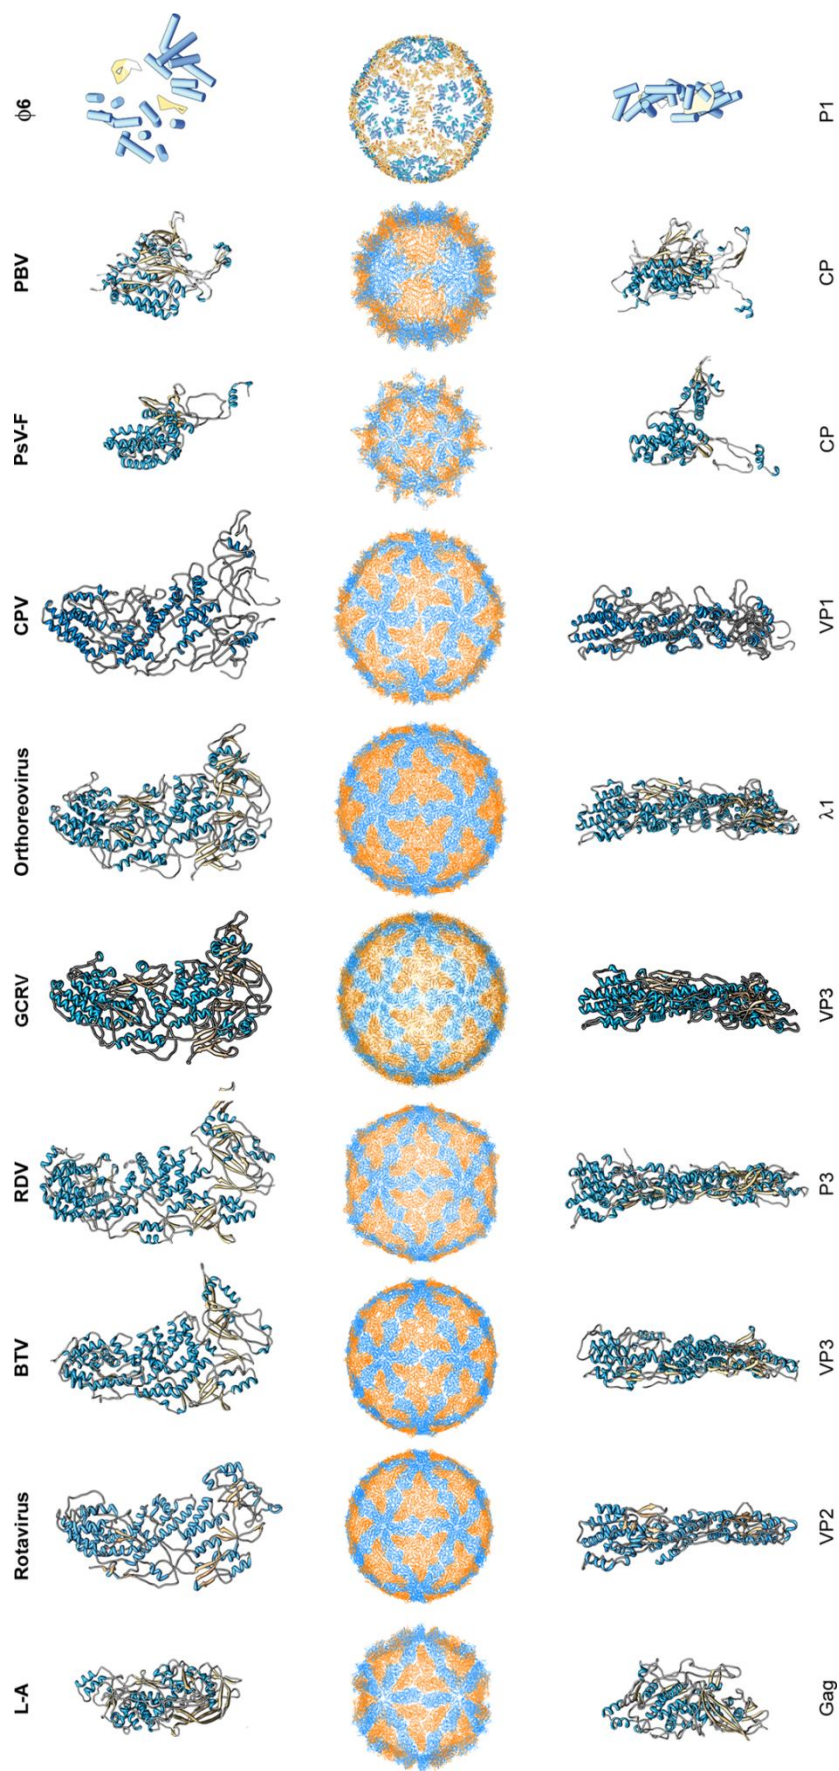 L-A
Rotavirus
BTV
RDV
GCRV
Orthoreovirus
CPV
PsV-F
PBV
ϕ6
Gag
VP2
VP3
P3
VP3
λ1
VP1
CP
CP
P1